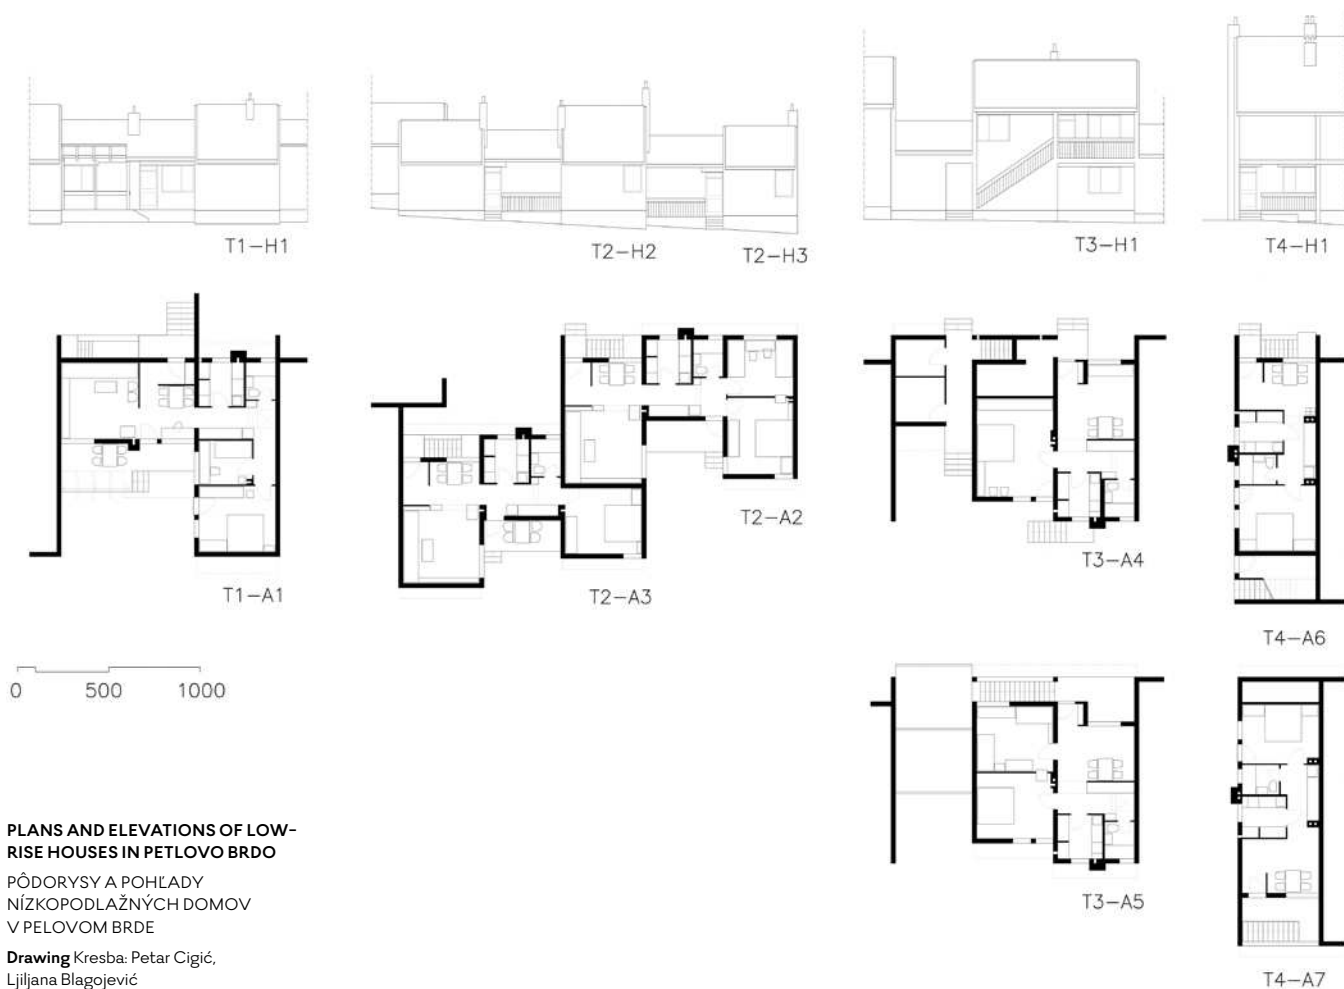 T1–H1
T2–H2
T2–H3
T3–H1
T4–H1
T1–A1
T2–A3
T2–A2
T3–A4
T4–A6
0 500 1000
T3–A5
T4–A7
PLANS AND ELEVATIONS OF LOW-
RISE HOUSES IN PETLOVO BRDO
PÔDORYSY A POHĽADY
NÍZKOPODLAŽNÝCH DOMOV
V PELOVOM BRDE
Drawing Kresba: Petar Cigić,
Ljiljana Blagojević